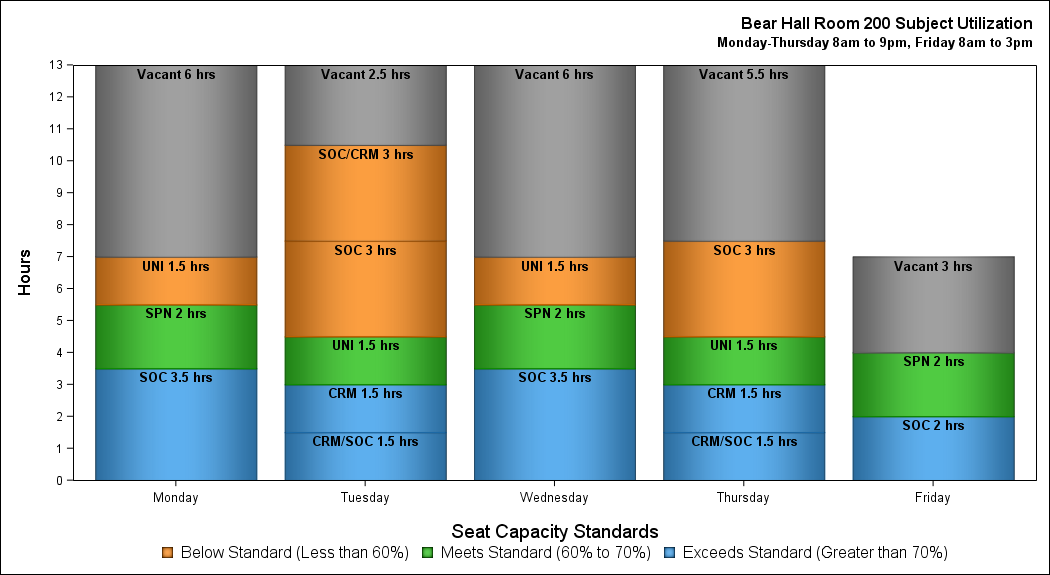 Bear Hall Room 200 Subject Utilization
Monday-Thursday 8am to 9pm, Friday 8am to 3pm
Hours
13
12
11
10
9
8
7
6
5
4
3
2
1
0
Vacant 6 hrs
UNI 1.5 hrs
SPN 2 hrs
SOC 3.5 hrs
Vacant 2.5 hrs
SOC/CRM 3 hrs
SOC 3 hrs
UNI 1.5 hrs
CRM 1.5 hrs
CRM/SOC 1.5 hrs
Vacant 6 hrs
UNI 1.5 hrs
SPN 2 hrs
SOC 3.5 hrs
Vacant 5.5 hrs
SOC 3 hrs
UNI 1.5 hrs
CRM 1.5 hrs
CRM/SOC 1.5 hrs
Vacant 3 hrs
SPN 2 hrs
SOC 2 hrs
Monday Tuesday Wednesday Thursday Friday
Seat Capacity Standards
Below Standard (Less than 60%) Meets Standard (60% to 70%) Exceeds Standard (Greater than 70%)